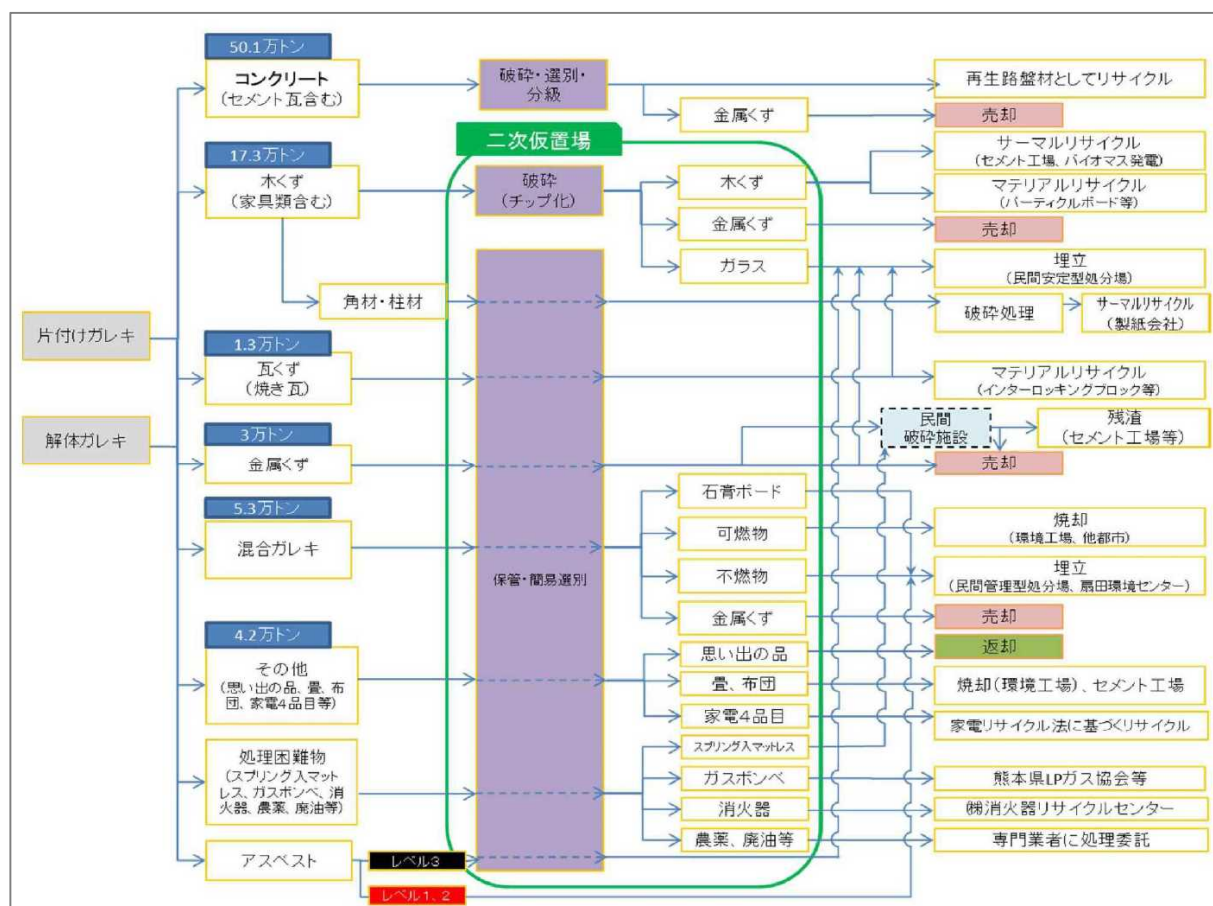 50.1万トン
コンクリート
(セメント瓦含む)
破砕・選別・
分級
再生路盤材としてリサイクル
金属くず
売却
二次仮置場
17.3万トン
木くず
(家具類含む)
破砕
(チップ化)
木くず
サーマルリサイクル
(セメント工場、バイオマス発電)
マテリアルリサイクル
(パーティクルボード等)
金属くず
売却
ガラス
埋立
(民間安定型処分場)
角材・柱材
破砕処理
サーマルリサイクル
(製紙会社)
片付けガレキ
解体ガレキ
1.3万トン
瓦くず
(焼き瓦)
マテリアルリサイクル
(インターロッキングブロック等)
3万トン
金属くず
民間
破砕施設
残渣
(セメント工場等)
売却
5.3万トン
混合ガレキ
保管・簡易選別
石膏ボード
可燃物
焼却
(環境工場、他都市)
不燃物
埋立
(民間管理型処分場、扇田環境センター)
金属くず
売却
4.2万トン
その他
(思い出の品、畳、布
団、家電4品目等)
思い出の品
返却
畳、布団
焼却(環境工場)、セメント工場
家電4品目
家電リサイクル法に基づくリサイクル
処理困難物
(スプリング入マット
レス、ガスボンベ、消
火器、農薬、廃油等)
スプリング入マットレス
ガスボンベ
熊本県LPガス協会等
消火器
㈱消火器リサイクルセンター
農薬、廃油等
専門業者に処理委託
アスベスト
レベル3
レベル1、2